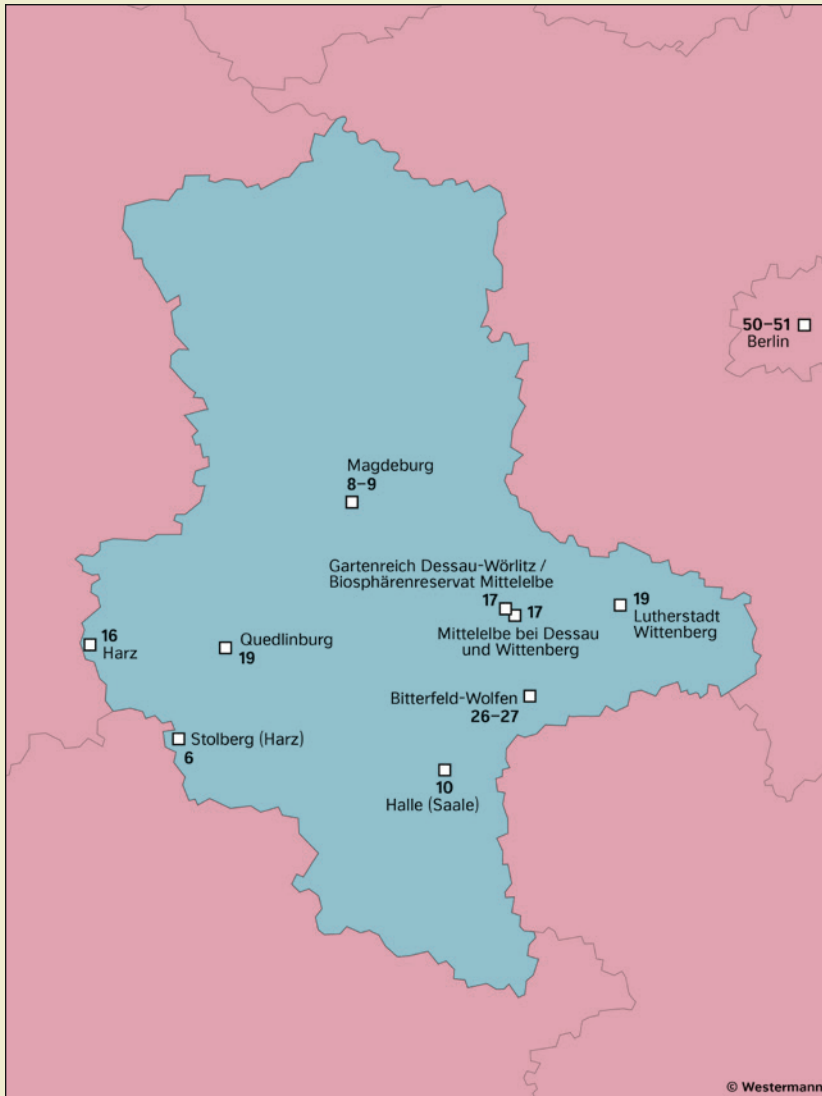 50–51
Berlin
Magdeburg
8–9
Gartenreich Dessau-Wörlitz /
Biosphärenreservat Mittelelbe
17
17
Mittelelbe bei Dessau
und Wittenberg
19
Lutherstadt
Wittenberg
16
Harz
Quedlinburg
19
Bitterfeld-Wolfen
26–27
Stolberg (Harz)
6
10
Halle (Saale)
© Westermann